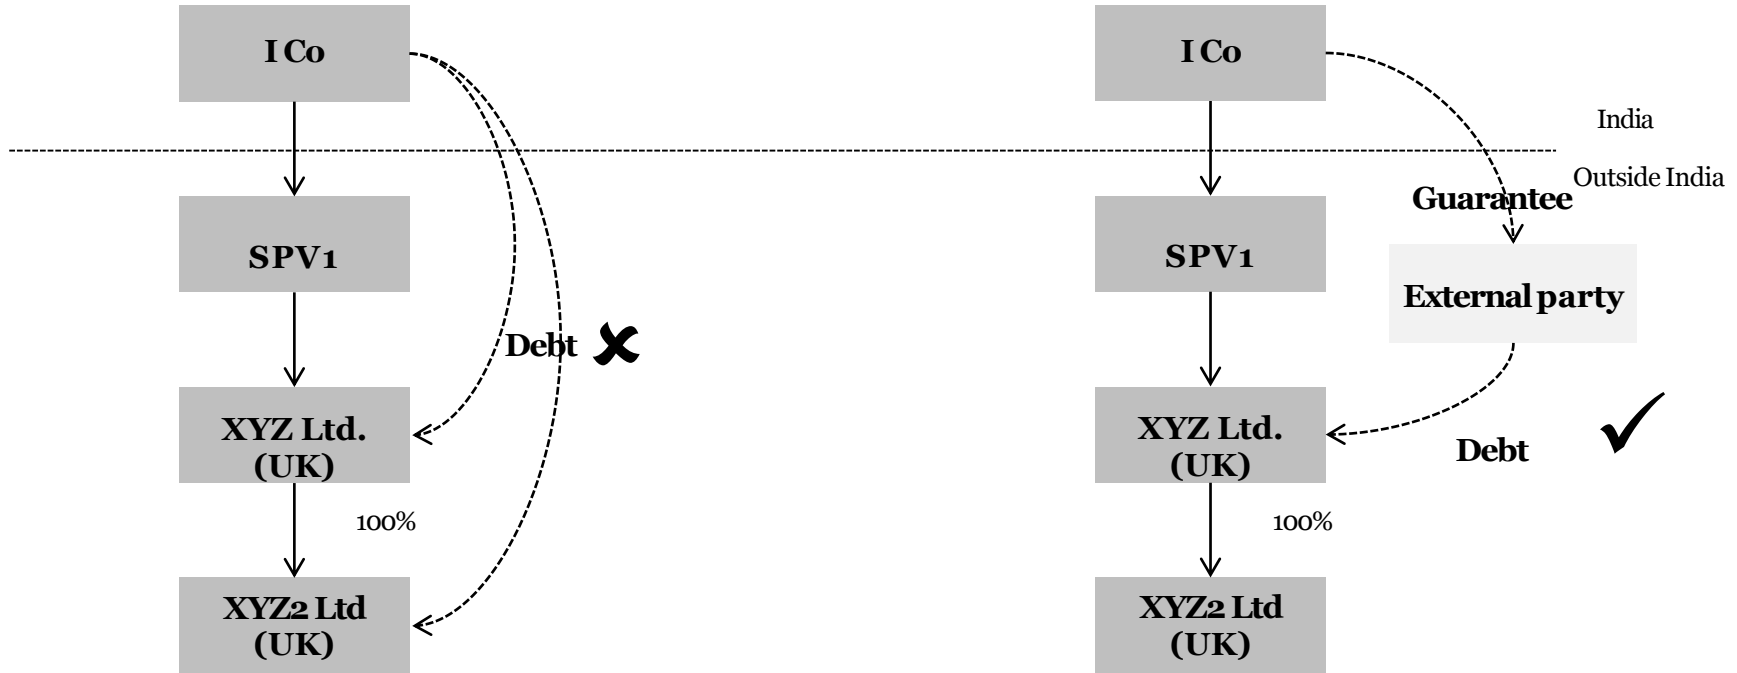 I Co
SPV1
Debt
XYZ Ltd.
(UK)
100%
XYZ2 Ltd
(UK)
I Co
India
Outside India
Guarantee
SPV1
External party
XYZ Ltd.
(UK)
Debt
100%
XYZ2 Ltd
(UK)